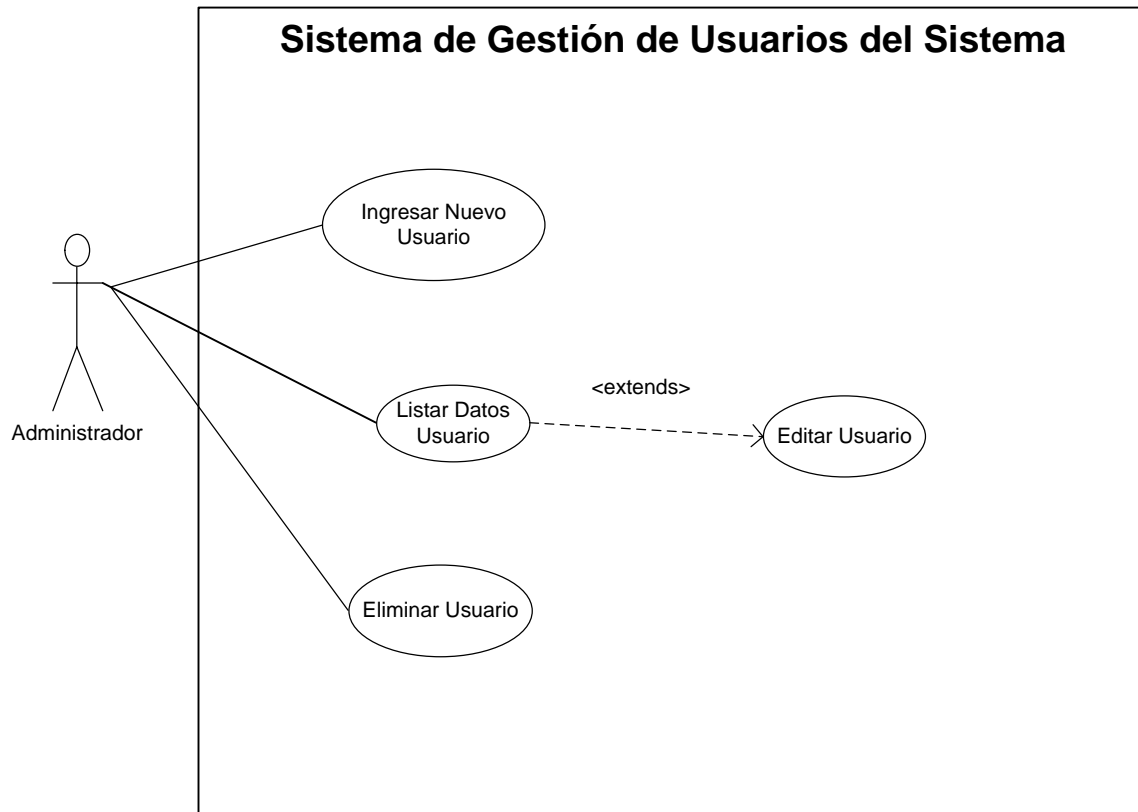 Sistema de Gestión de Usuarios del Sistema
Ingresar Nuevo
Usuario
Administrador
Listar Datos
Usuario
<extends>
Editar Usuario
Eliminar Usuario